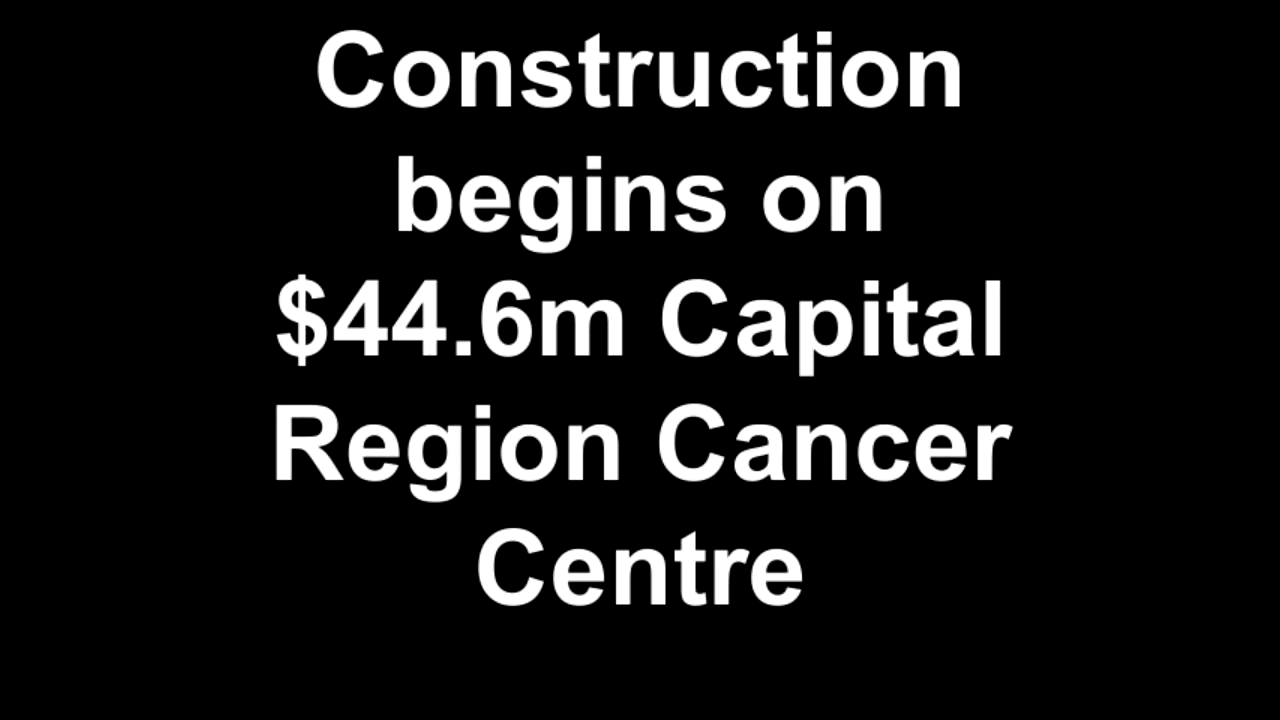 Construction
begins on
$44.6m Capital
Region Cancer
Centre